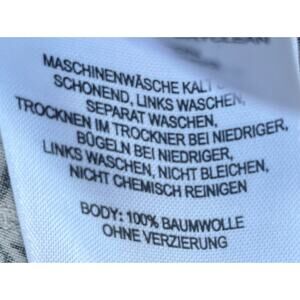 MASCHINENWÄSCHE KALT
SCHONEND, LINKS WASCHEN,
SEPARAT WASCHEN,
TROCKNEN IM TROCKNER BEI NIEDRIGER,
BÜGELN BEI NIEDRIGER,
LINKS WASCHEN, NICHT BLEICHEN,
NICHT CHEMISCH REINIGEN
BODY: 100% BAUMWOLLE
OHNE VERZIERUNG